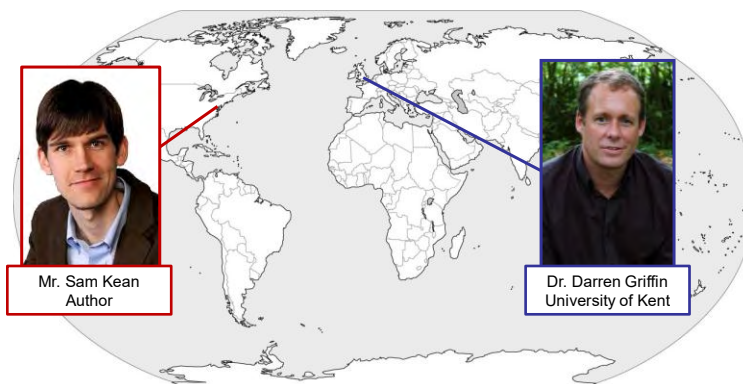 Mr. Sam Kean
Author
Dr. Darren Griffin
University of Kent